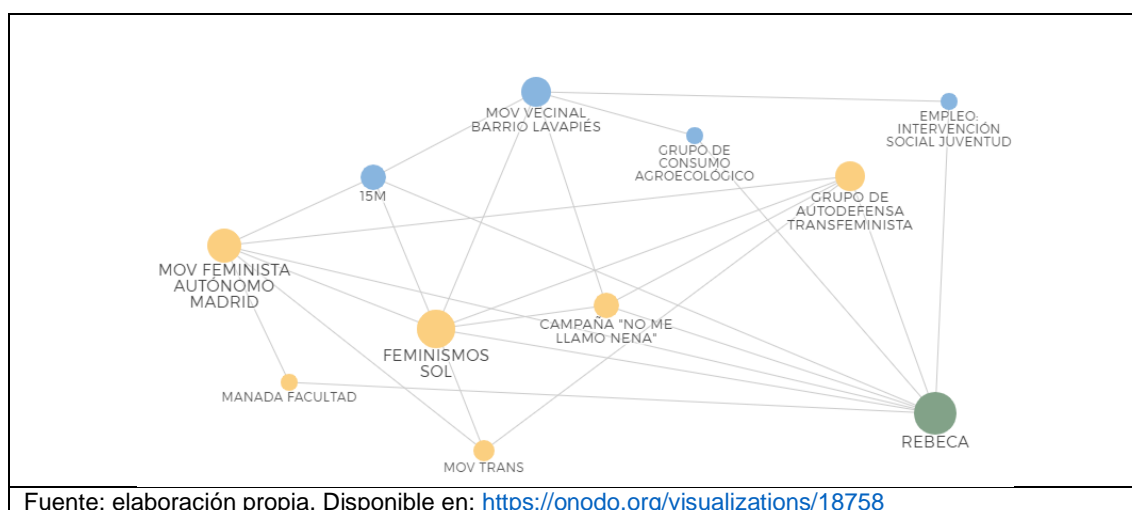 MOV VECINAL
BARRIO LAVAPIÉS
EMPLEO:
INTERVENCIÓN
SOCIAL JUVENTUD
GRUPO DE
CONSUMO
AGROECOLÓGICO
15M
GRUPO DE
AUTODEFENSA
TRANSFEMINISTA
MOV FEMINISTA
AUTÓNOMO
MADRID
CAMPAÑA "NO ME
LLAMO NENA"
FEMINISMOS
SOL
MANADA FACULTAD
REBECA
MOV TRANS
Fuente: elaboración propia. Disponible en: https://onodo.org/visualizations/18758